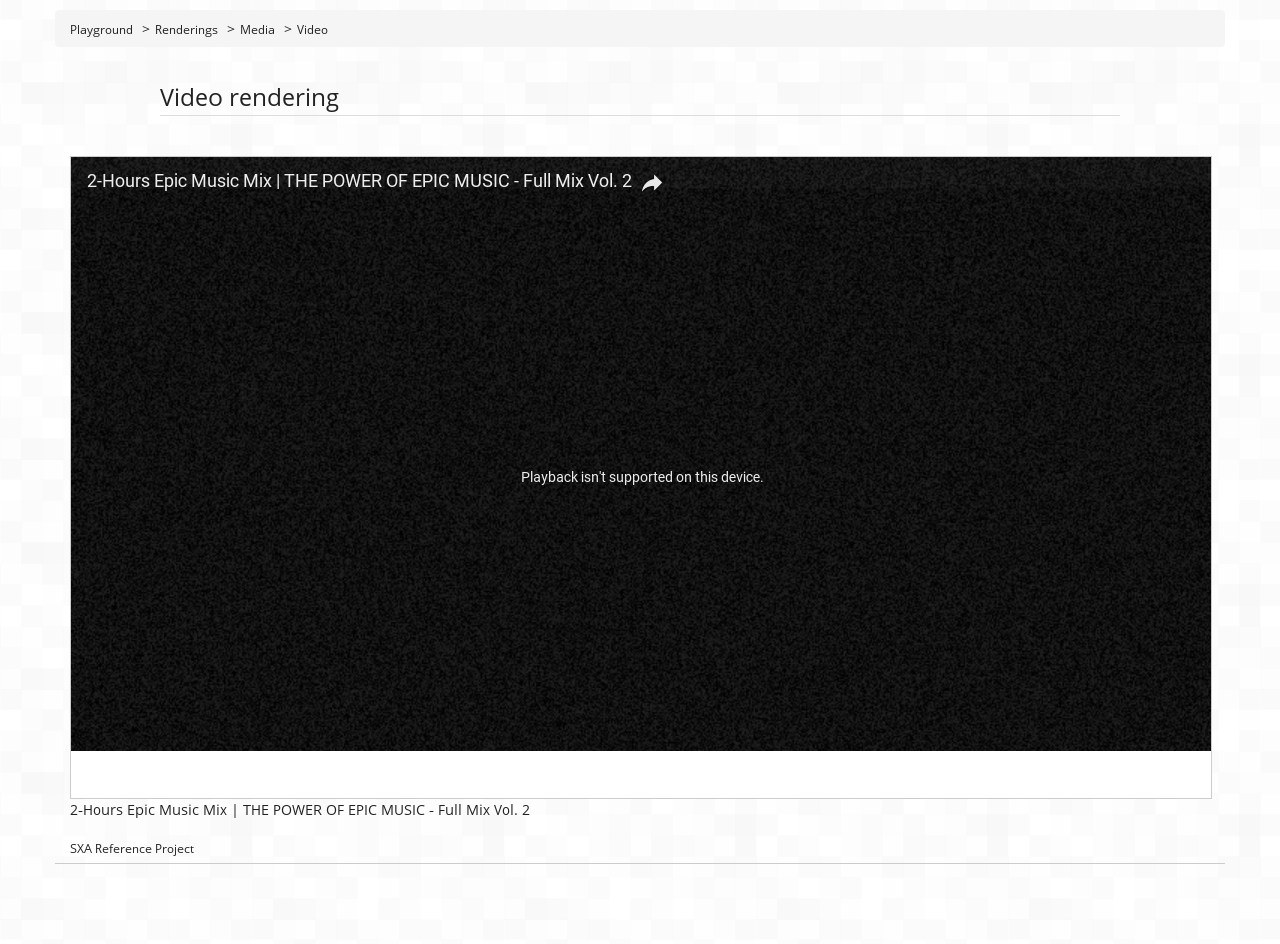 Playground > Renderings > Media > Video
Video rendering
2-Hours Epic Music Mix | THE POWER OF EPIC MUSIC - Full Mix Vol. 2
Playback isn't supported on this device.
2-Hours Epic Music Mix | THE POWER OF EPIC MUSIC - Full Mix Vol. 2
SXA Reference Project